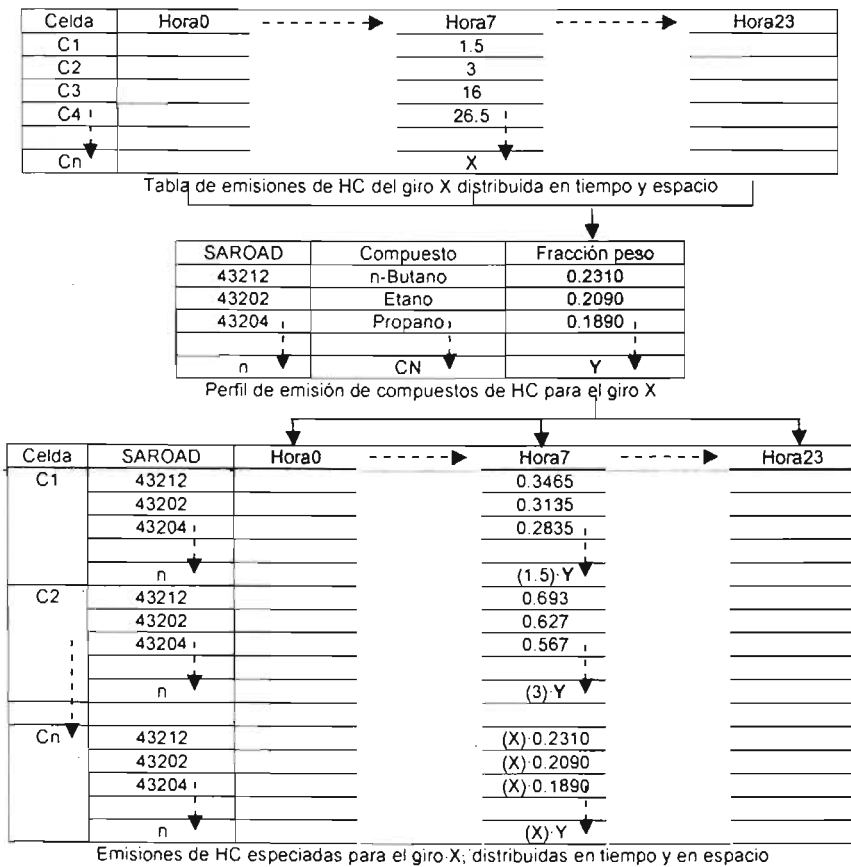 Celda Hora0 Hora7 Hora23
C1 1.5
C2 3
C3 16
C4 26.5
Cn X
Tabla de emisiones de HC del giro X distribuida en tiempo y espacio
SAROAD Compuesto Fracción peso
43212 n-Butano 0.2310
43202 Etano 0.2090
43204 Propano 0.1890
n CN Y
Perfil de emisión de compuestos de HC para el giro X
Celda SAROAD Hora0 Hora7 Hora23
C1 43212 0.3465
43202 0.3135
43204 0.2835
n (1.5)·Y
C2 43212 0.693
43202 0.627
43204 0.567
n (3)·Y
Cn 43212 (X)·0.2310
43202 (X)·0.2090
43204 (X)·0.1890
n (X)·Y
Emisiones de HC especiadas para el giro X, distribuidas en tiempo y en espacio